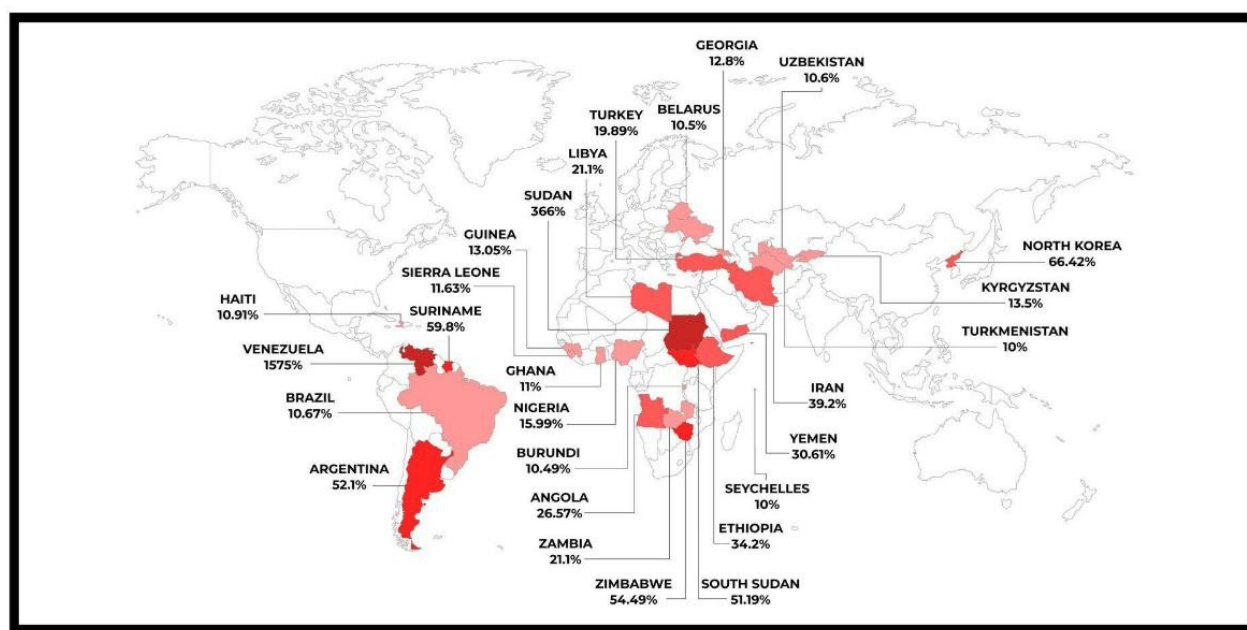 GEORGIA
12.8%
UZBEKISTAN
10.6%
TURKEY
19.89%
BELARUS
10.5%
LIBYA
21.1%
SUDAN
366%
GUINEA
13.05%
SIERRA LEONE
11.63%
HAITI
10.91%
SURINAME
59.8%
VENEZUELA
1575%
BRAZIL
10.67%
ARGENTINA
52.1%
GHANA
11%
NIGERIA
15.99%
BURUNDI
10.49%
ANGOLA
26.57%
ZAMBIA
21.1%
ZIMBABWE
54.49%
SOUTH SUDAN
51.19%
ETHIOPIA
34.2%
SEYCHELLES
10%
YEMEN
30.61%
IRAN
39.2%
TURKMENISTAN
10%
KYRGYZSTAN
13.5%
NORTH KOREA
66.42%